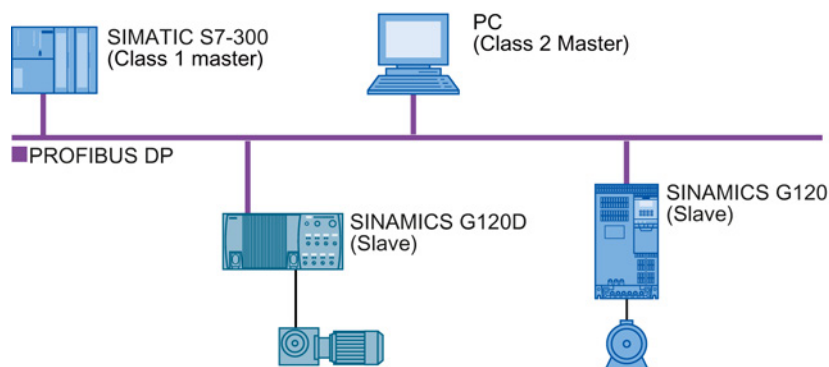 SIMATIC S7-300
(Class 1 master)
PC
(Class 2 Master)
PROFIBUS DP
SINAMICS G120D
(Slave)
SINAMICS G120
(Slave)